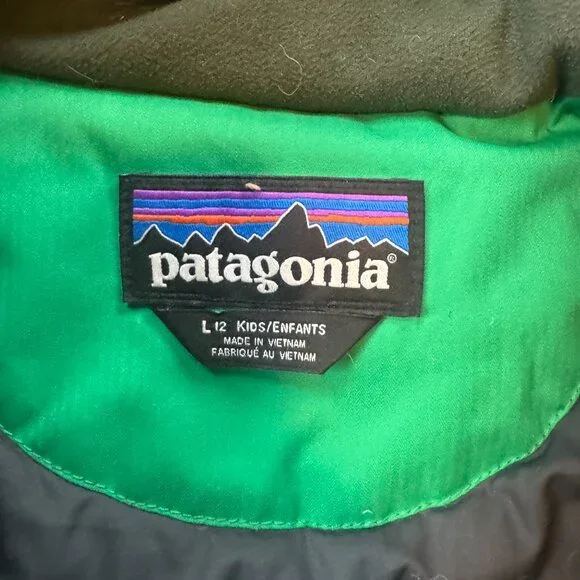 patagonia®
L 12 KIDS/ENFANTS
MADE IN VIETNAM
FABRIQUÉ AU VIETNAM